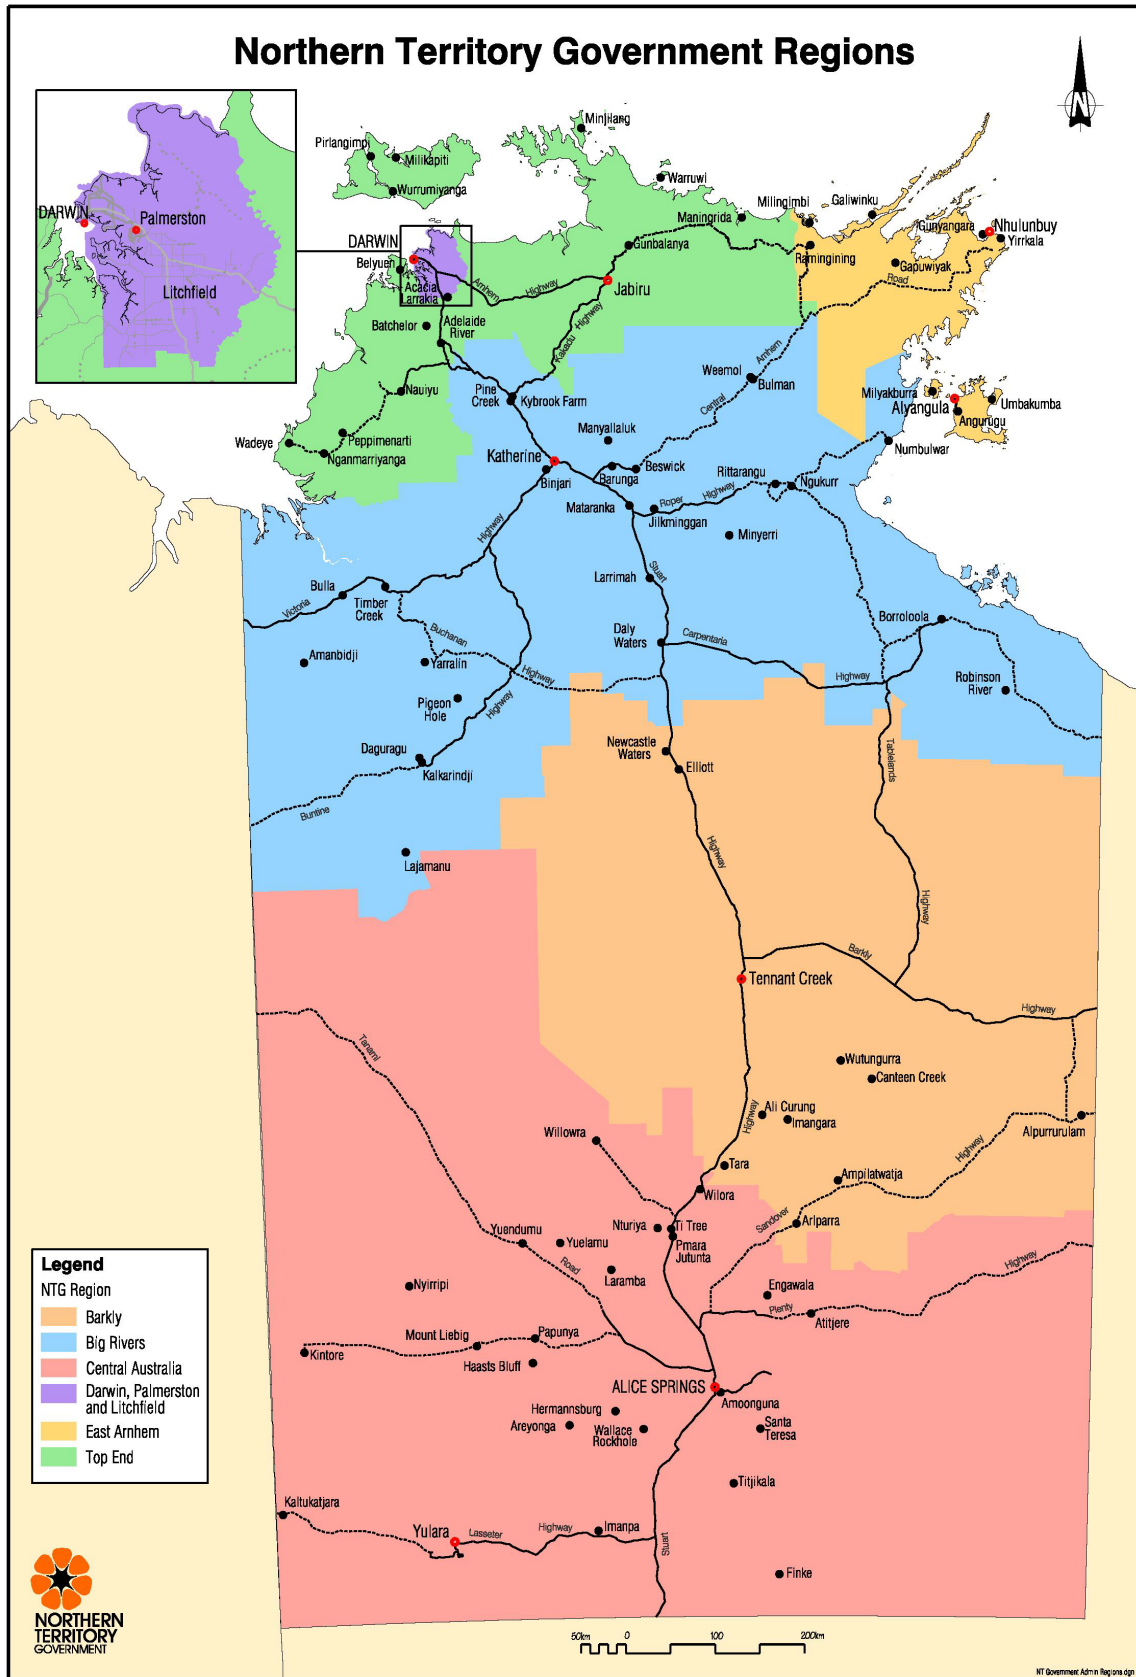 Northern Territory Government Regions
N
DARWIN
Palmerston
Litchfield
Minjilang
Pirlangimpi
Milikapiti
Wurrumiyanga
Warruwi
Maningrida
Milingimbi
Galiwinku
Gunyangara
Nhulunbuy
Yirrkala
DARWIN
Belyuen
Acacia
Larrakia
Gunbalanya
Ramingining
Gapuwiyak
Road
Arnhem
Highway
Jabiru
Batchelor
Adelaide
River
Kakadu
Highway
Weemol
Bulman
Arnhem
Central
Milyakburra
Alyangula
Umbakumba
Angurugu
Nauiyu
Pine
Creek
Kybrook Farm
Manyallaluk
Wadeye
Peppimenarti
Nganmarriyanga
Katherine
Binjari
Barunga
Beswick
Rittarangu
Ngukurr
Numbulwar
Mataranka
Roper
Highway
Jilkminggan
Minyerri
Highway
Stuart
Larrimah
Bulla
Timber
Creek
Victoria
Buchanan
Highway
Daly
Waters
Carpentaria
Highway
Borroloola
Robinson
River
Amanbidji
Yarralin
Pigeon
Hole
Highway
Tablelands
Highway
Newcastle
Waters
Elliott
Daguragu
Kalkarindji
Buntine
Lajamanu
Highway
Barkly
Highway
Tennant Creek
Tanami
Wutungurra
Canteen Creek
Ali Curung
Imangara
Highway
Alpurrurulam
Highway
Willowra
Tara
Ampilatwatja
Wilora
Sandover
Arlparra
Nturiya
Ti Tree
Pmara
Jutunta
Yuendumu
Yuelamu
Road
Laramba
Nyirripi
Engawala
Plenty
Highway
Atitjere
Mount Liebig
Papunya
Kintore
Haasts Bluff
ALICE SPRINGS
Amoonguna
Hermannsburg
Areyonga
Wallace
Rockhole
Santa
Teresa
Titjikala
Kaltukatjara
Yulara
Lasseter
Highway
Imanpa
Stuart
Finke
Legend
NTG Region
Barkly
Big Rivers
Central Australia
Darwin, Palmerston
and Litchfield
East Arnhem
Top End
NORTHERN
TERRITORY
GOVERNMENT
50km 0 100 200km
NT Government Admin Regions.dgn